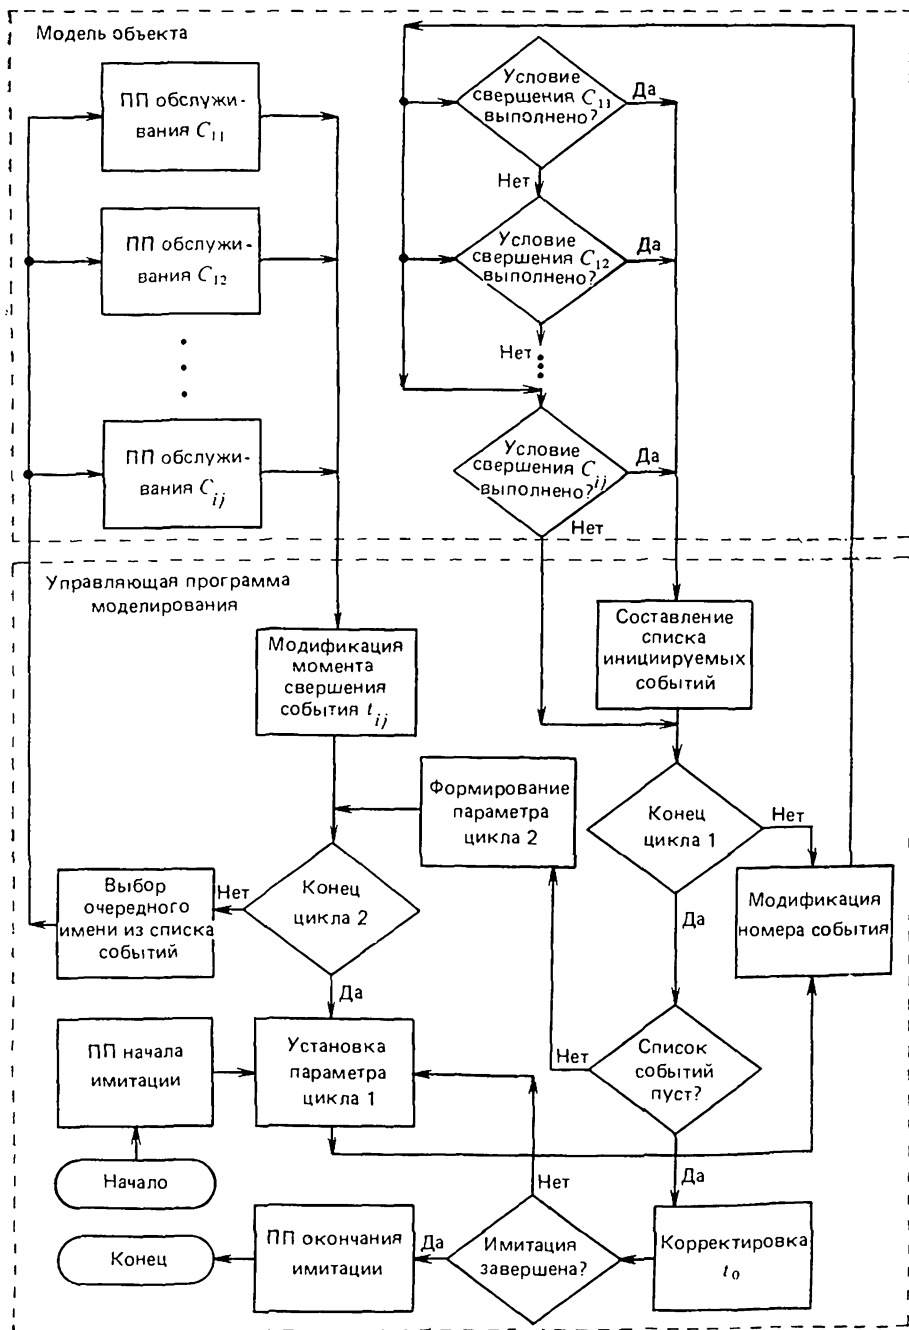 Модель объекта
ПП обслужи-
вания C11
ПП обслужи-
вания C12
ПП обслужи-
вания Cij
Условие
свершения C11
выполнено?
Да
Нет
Условие
свершения C12
выполнено?
Да
Нет
Условие
свершения Cij
выполнено?
Да
Нет
Управляющая программа
моделирования
Модификация
момента
свершения
события tij
Составление
списка
инициируемых
событий
Формирование
параметра
цикла 2
Конец
цикла 1
Нет
Да
Выбор
очередного
имени из списка
событий
Нет
Конец
цикла 2
Да
Модификация
номера события
ПП начала
имитации
Установка
параметра
цикла 1
Нет
Список
событий
пуст?
Да
Начало
Нет
Конец
ПП окончания
имитации
Да
Имитация
завершена?
Корректировка
t0